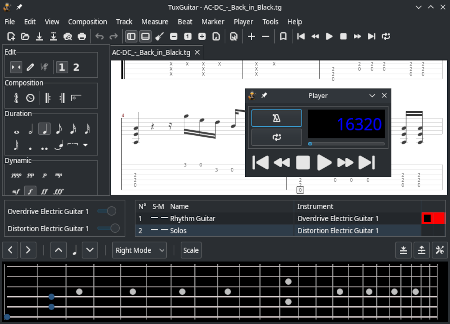 TuxGuitar - AC-DC_-_Back_in_Black.tg
File Edit View Composition Track Measure Beat Marker Player Tools Help
AC-DC_-_Back_in_Black.tg
Edit
1 2
Composition
Duration
Dynamic
Player
16320
Overdrive Electric Guitar 1
Distortion Electric Guitar 1
N° S-M Name Instrument
1 Rhythm Guitar Overdrive Electric Guitar 1
2 Solos Distortion Electric Guitar 1
Right Mode
Scale